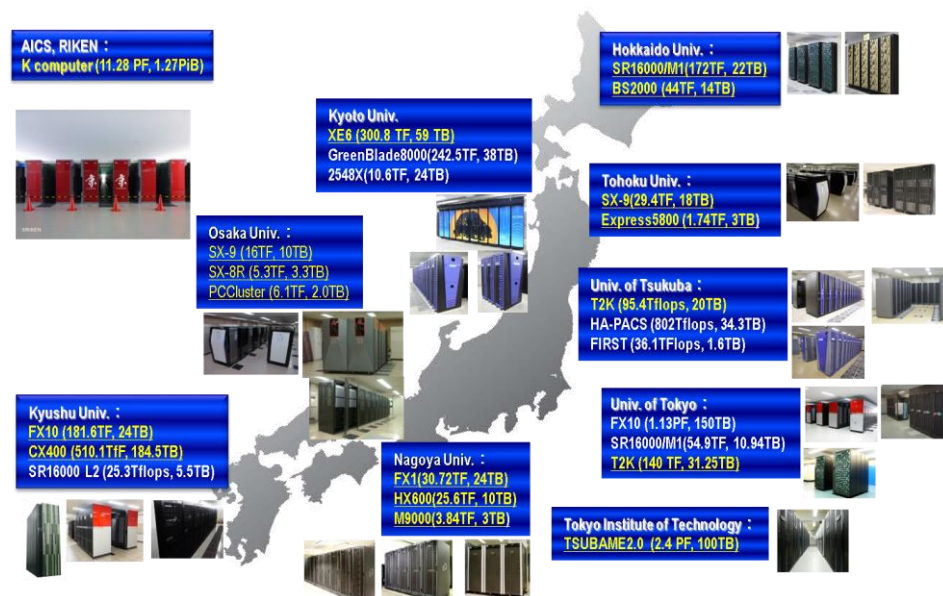 AICS, RIKEN：
K computer (11.28 PF, 1.27PiB)
Hokkaido Univ.：
SR16000/M1(172TF, 22TB)
BS2000 (44TF, 14TB)
Kyoto Univ.
XE6 (300.8 TF, 59 TB)
GreenBlade8000(242.5TF, 38TB)
2548X(10.6TF, 24TB)
Tohoku Univ.：
SX-9(29.4TF, 18TB)
Express5800 (1.74TF, 3TB)
京
RIKEN
Osaka Univ.：
SX-9 (16TF, 10TB)
SX-8R (5.3TF, 3.3TB)
PCCluster (6.1TF, 2.0TB)
Univ. of Tsukuba：
T2K (95.4Tflops, 20TB)
HA-PACS (802Tflops, 34.3TB)
FIRST (36.1TFlops, 1.6TB)
Kyushu Univ.：
FX10 (181.6TF, 24TB)
CX400 (510.1TfF, 184.5TB)
SR16000 L2 (25.3Tflops, 5.5TB)
Univ. of Tokyo：
FX10 (1.13PF, 150TB)
SR16000/M1(54.9TF, 10.94TB)
T2K (140 TF, 31.25TB)
Nagoya Univ.：
FX1(30.72TF, 24TB)
HX600(25.6TF, 10TB)
M9000(3.84TF, 3TB)
Tokyo Institute of Technology：
TSUBAME2.0 (2.4 PF, 100TB)